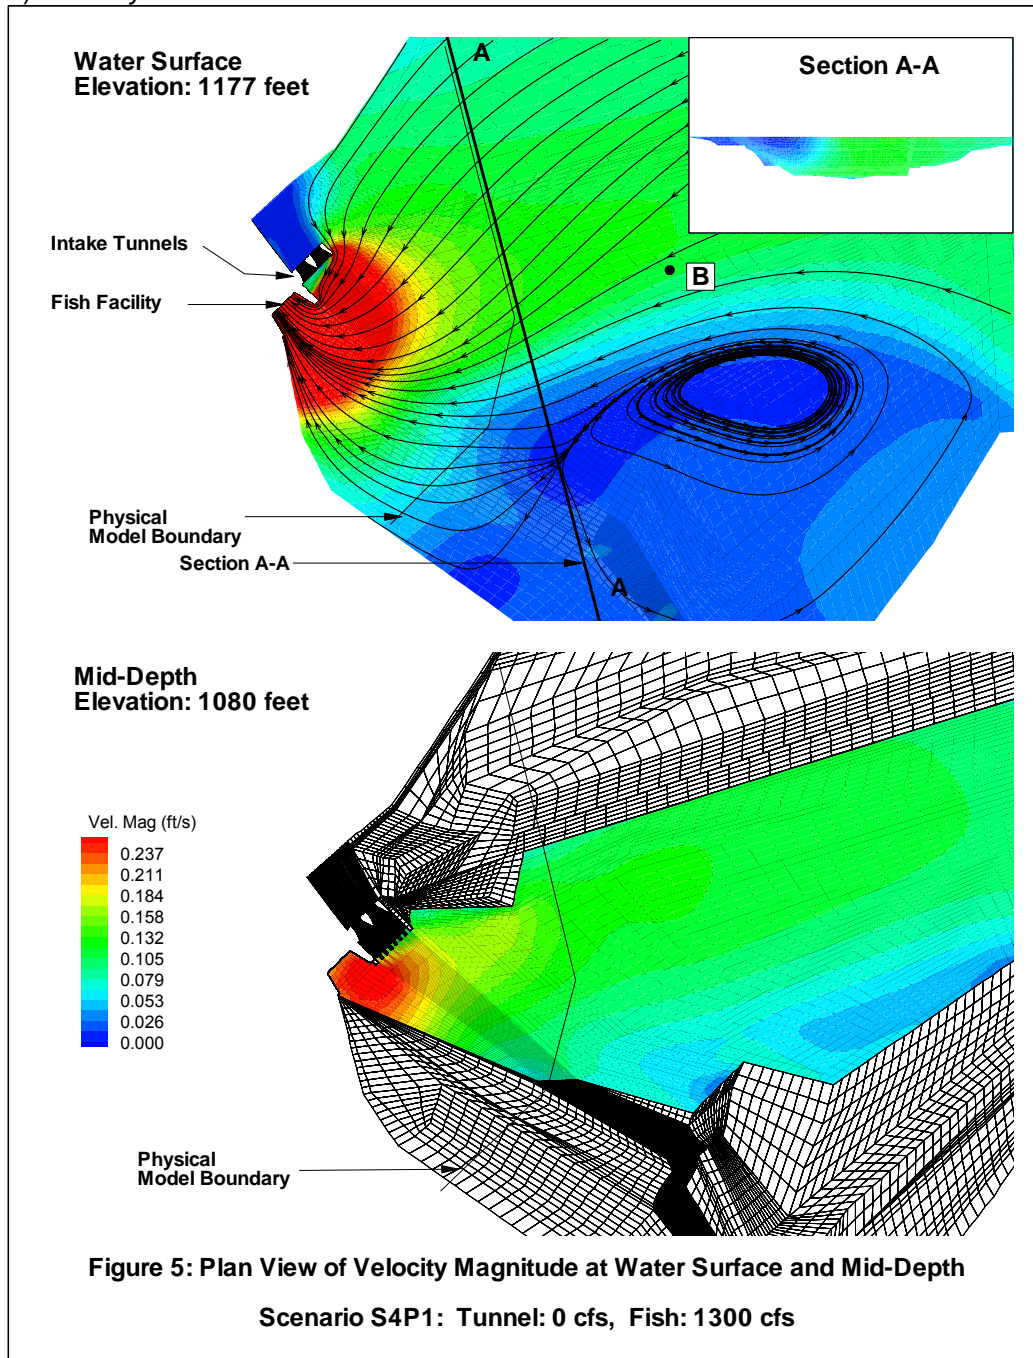 Water Surface
Elevation: 1177 feet
A
Section A-A
Intake Tunnels
Fish Facility
B
Physical
Model Boundary
Section A-A
A
Mid-Depth
Elevation: 1080 feet
Vel. Mag (ft/s)
0.237
0.211
0.184
0.158
0.132
0.105
0.079
0.053
0.026
0.000
Physical
Model Boundary
Figure 5: Plan View of Velocity Magnitude at Water Surface and Mid-Depth
Scenario S4P1: Tunnel: 0 cfs, Fish: 1300 cfs